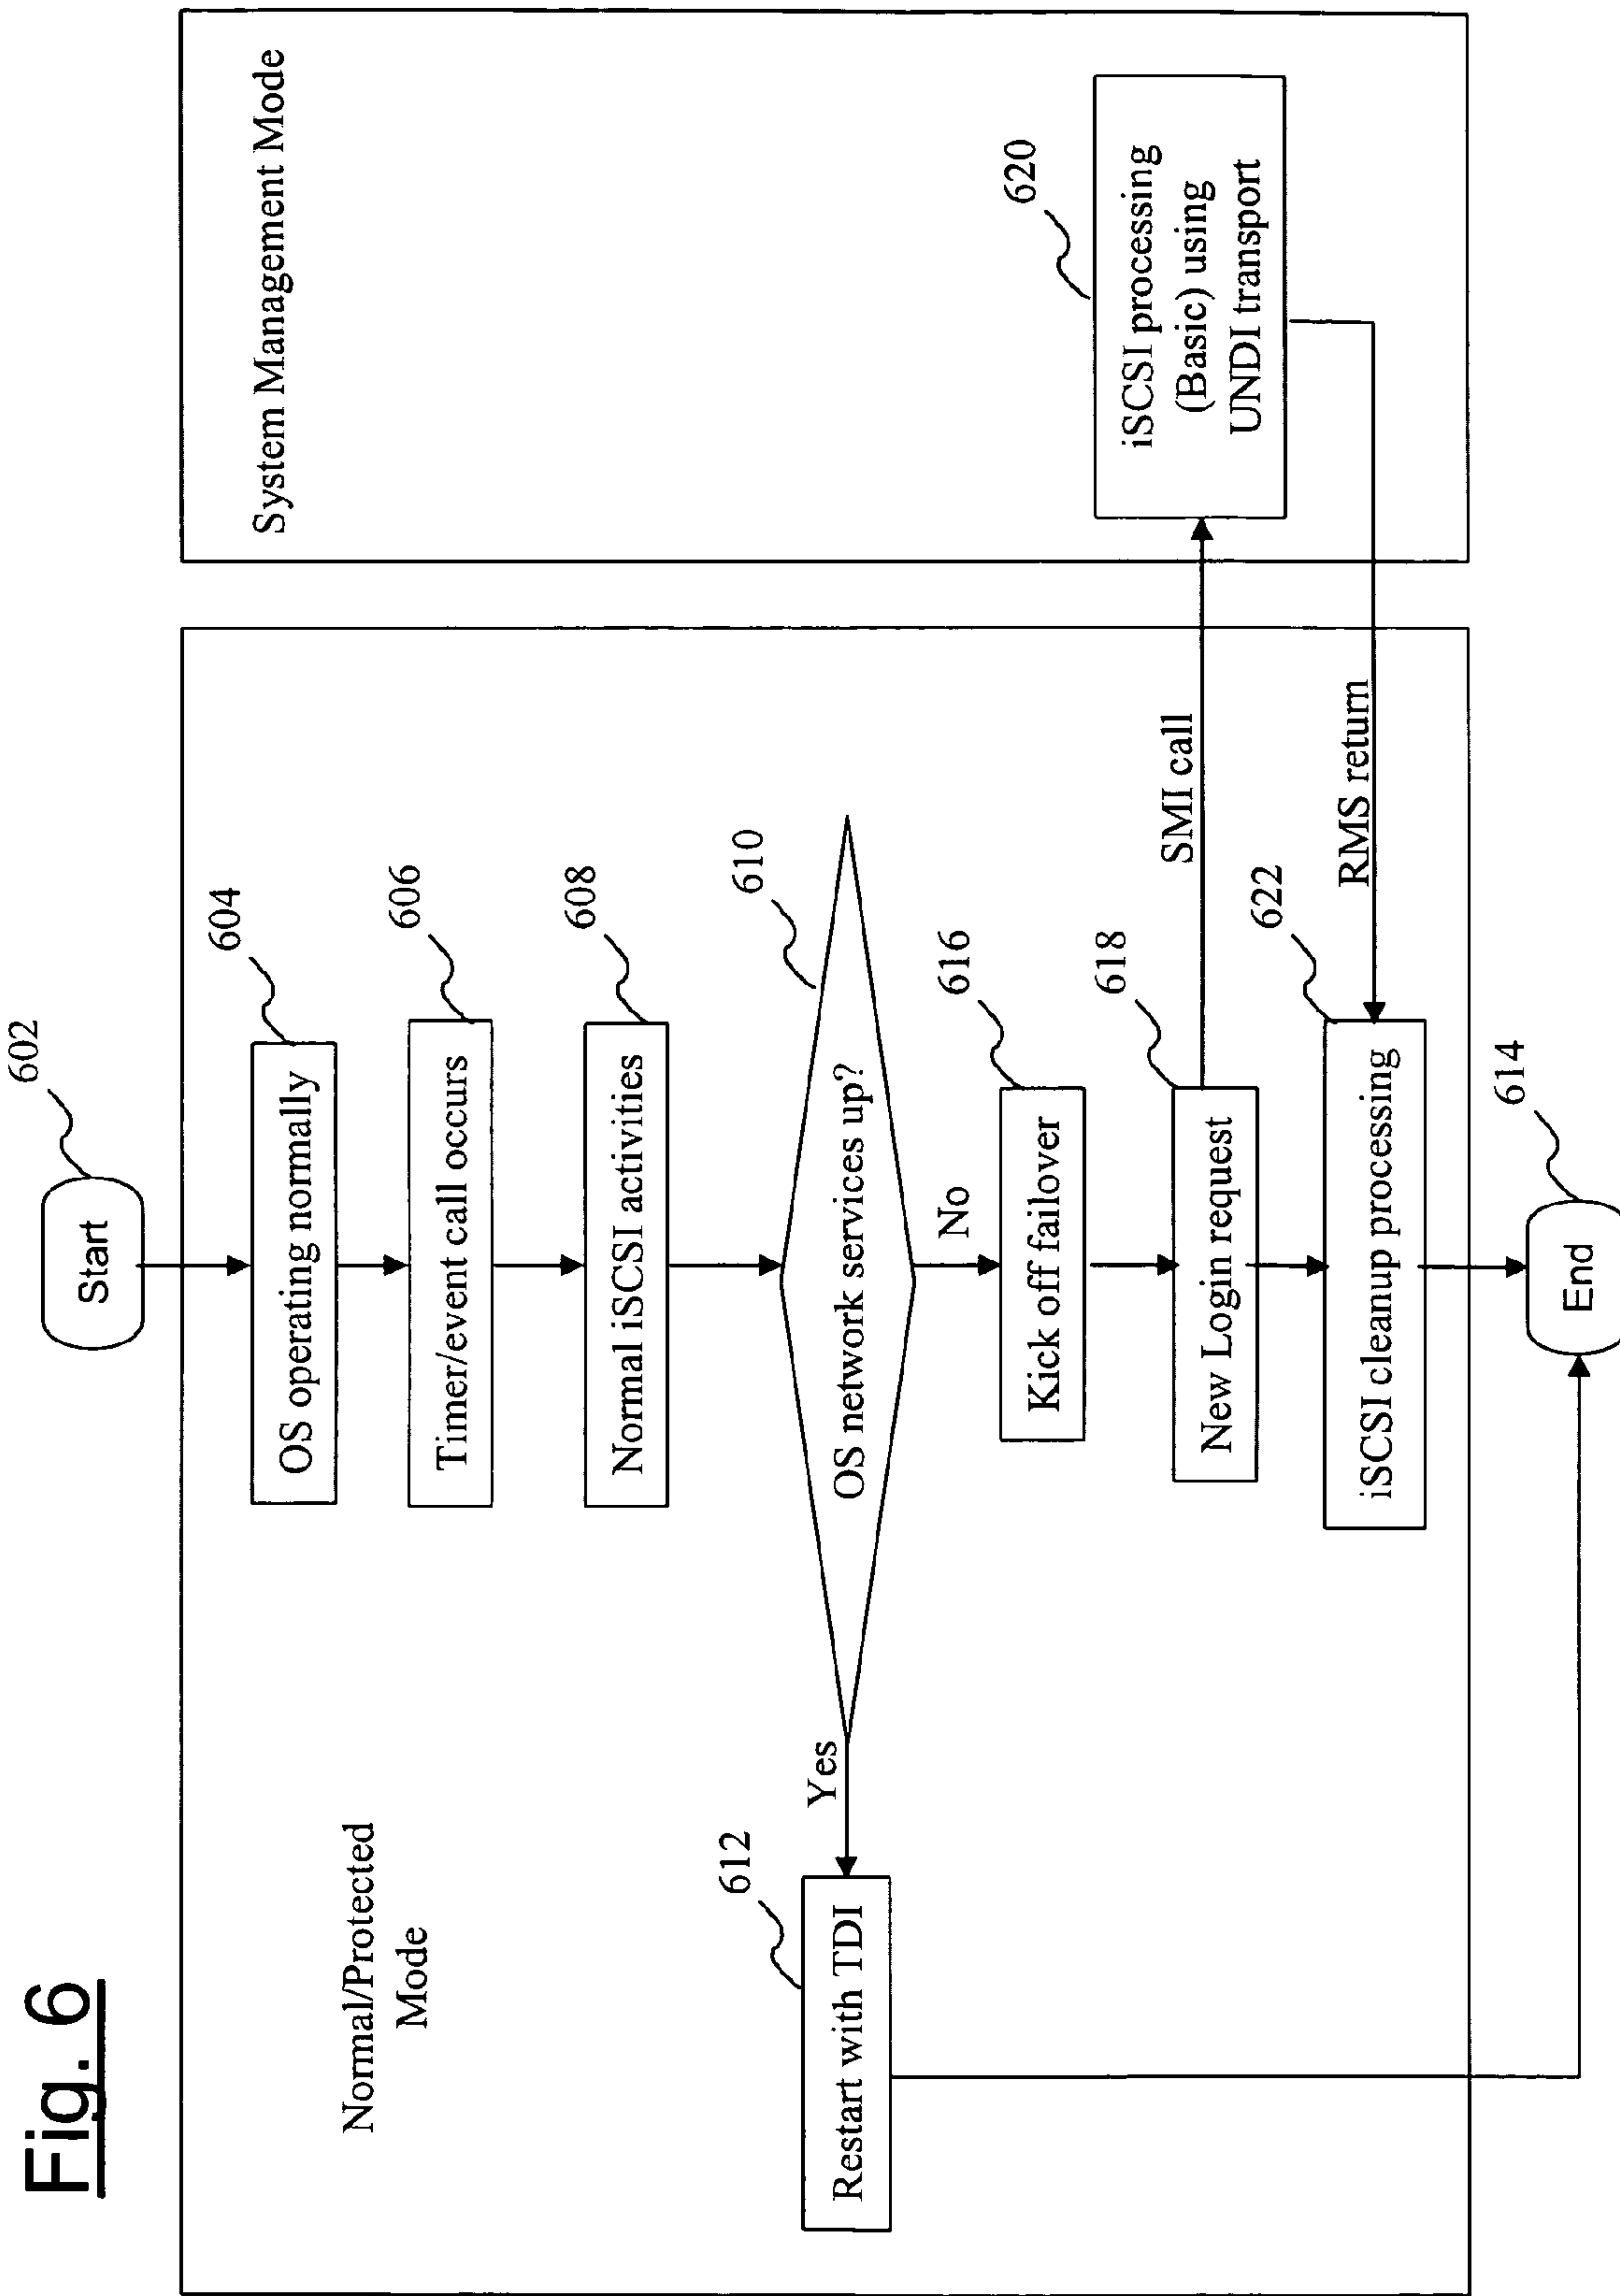 Fig. 6
Start
602
Normal/Protected
Mode
System Management Mode
OS operating normally
604
Timer/event call occurs
606
Normal iSCSI activities
608
OS network services up?
610
Yes
No
Restart with TDI
612
Kick off failover
616
New Login request
618
SMI call
iSCSI processing
(Basic) using
UNDI transport
620
RMS return
iSCSI cleanup processing
622
End
614